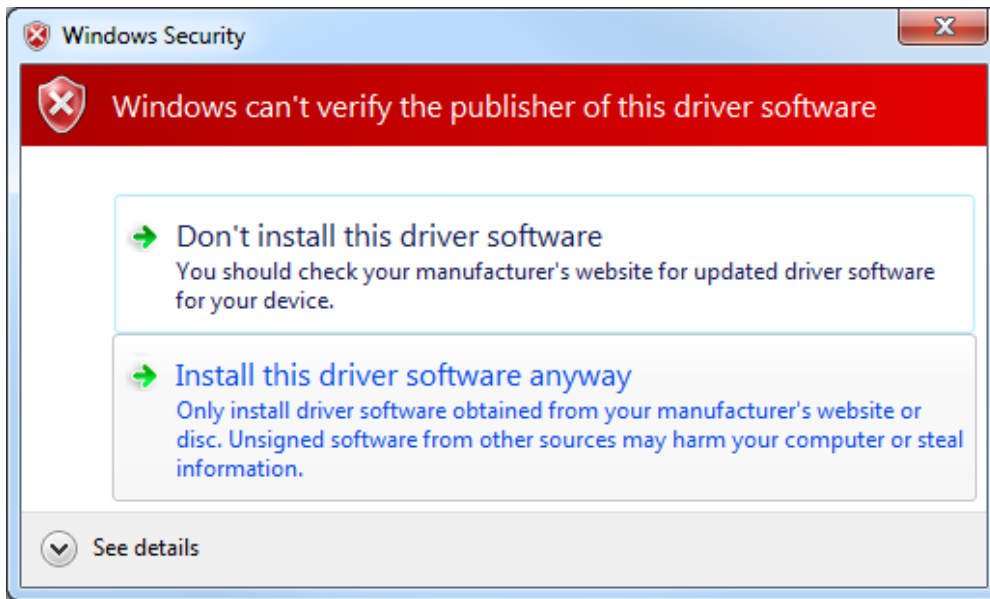 Windows Security
Windows can't verify the publisher of this driver software
Don't install this driver software
You should check your manufacturer's website for updated driver software
for your device.
Install this driver software anyway
Only install driver software obtained from your manufacturer's website or
disc. Unsigned software from other sources may harm your computer or steal
information.
See details